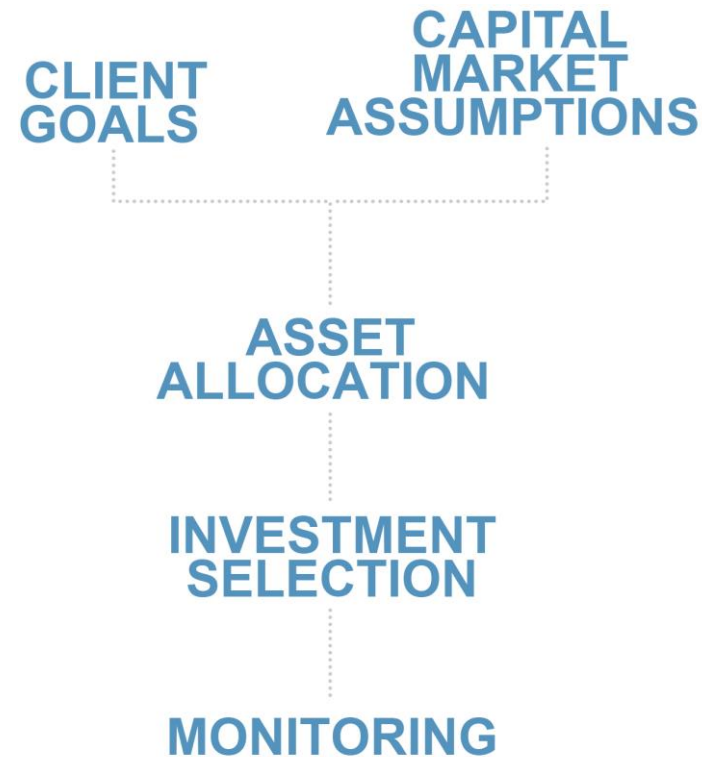 CLIENT
GOALS
CAPITAL
MARKET
ASSUMPTIONS
ASSET
ALLOCATION
INVESTMENT
SELECTION
MONITORING